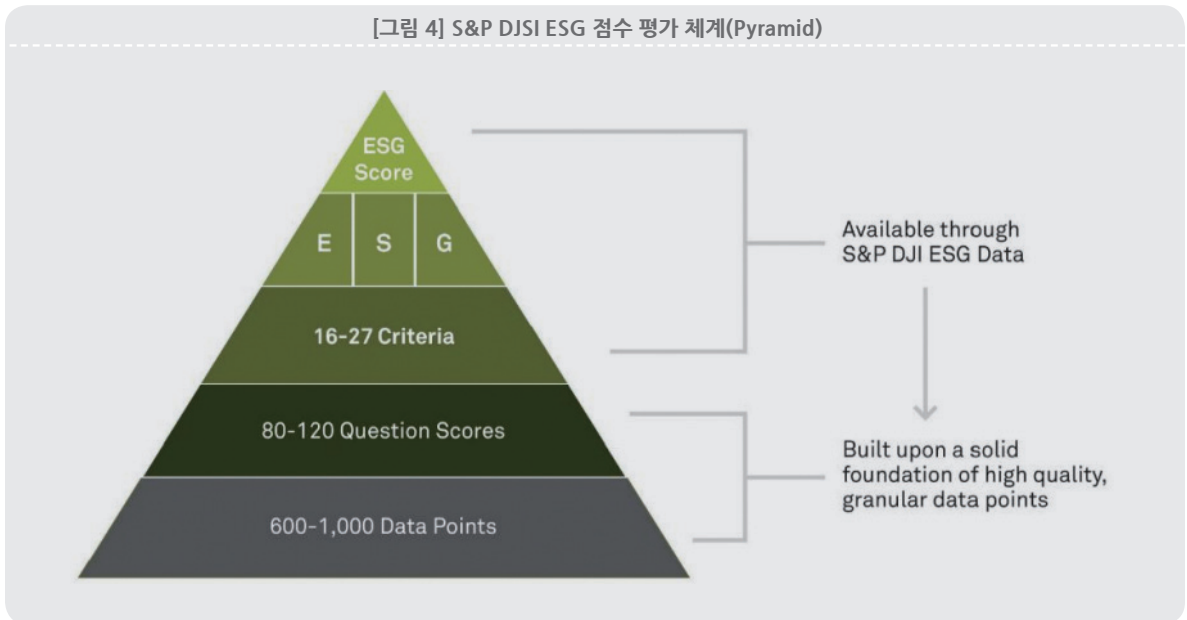 [그림 4] S&P DJSI ESG 점수 평가 체계(Pyramid)
ESG
Score
E S G
16-27 Criteria
80-120 Question Scores
600-1,000 Data Points
Available through
S&P DJI ESG Data
Built upon a solid
foundation of high quality,
granular data points